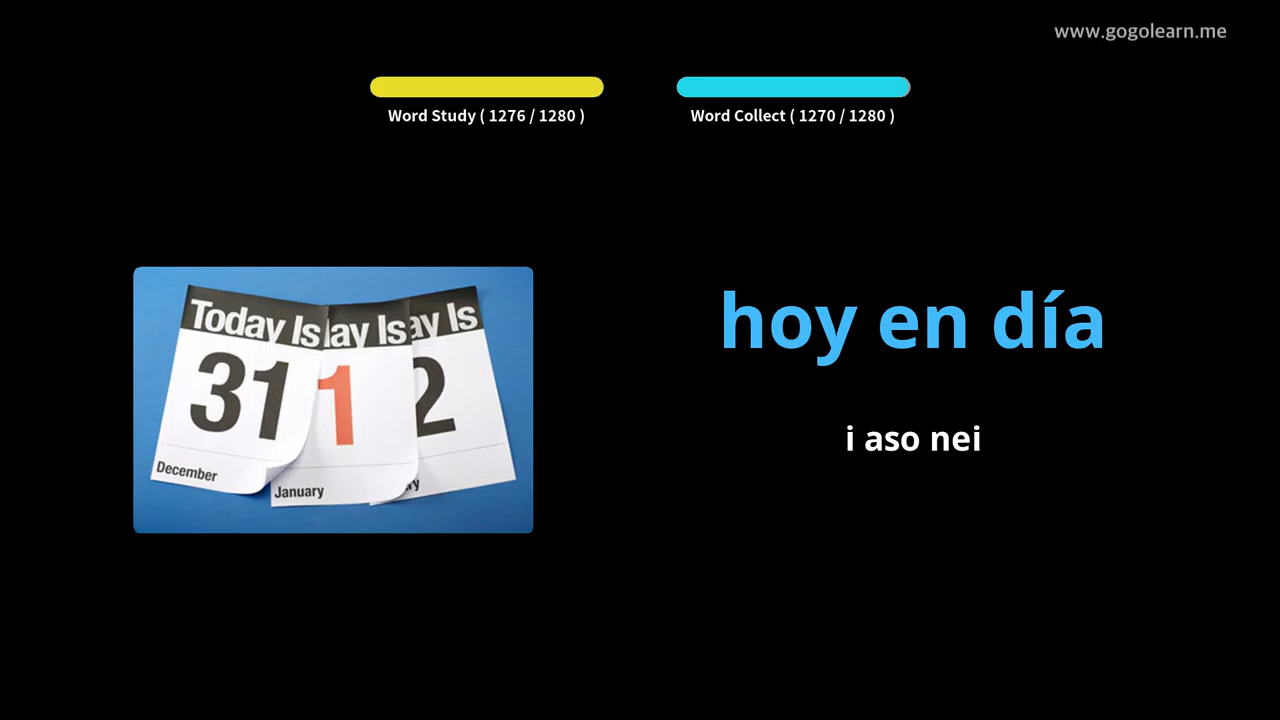 www.gogolearn.me
Word Study ( 1276 / 1280 )
Word Collect ( 1270 / 1280 )
Today Is
ay Is
ay Is
31
1
2
December
January
ry
hoy en día
i aso nei